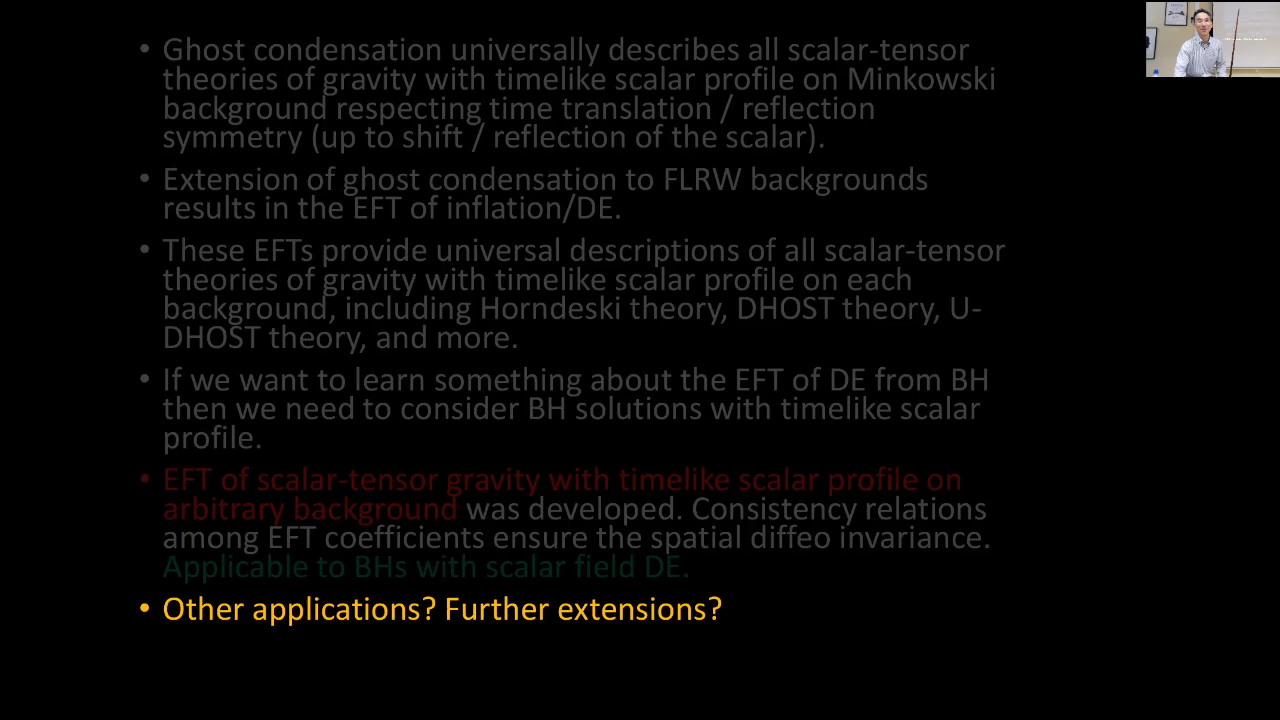 • Ghost condensation universally describes all scalar-tensor
theories of gravity with timelike scalar profile on Minkowski
background respecting time translation / reflection
symmetry (up to shift / reflection of the scalar).
• Extension of ghost condensation to FLRW backgrounds
results in the EFT of inflation/DE.
• These EFTs provide universal descriptions of all scalar-tensor
theories of gravity with timelike scalar profile on each
background, including Horndeski theory, DHOST theory, U-
DHOST theory, and more.
• If we want to learn something about the EFT of DE from BH
then we need to consider BH solutions with timelike scalar
profile.
• EFT of scalar-tensor gravity with timelike scalar profile on
arbitrary background was developed. Consistency relations
among EFT coefficients ensure the spatial diffeo invariance.
Applicable to BHs with scalar field DE.
• Other applications? Further extensions?